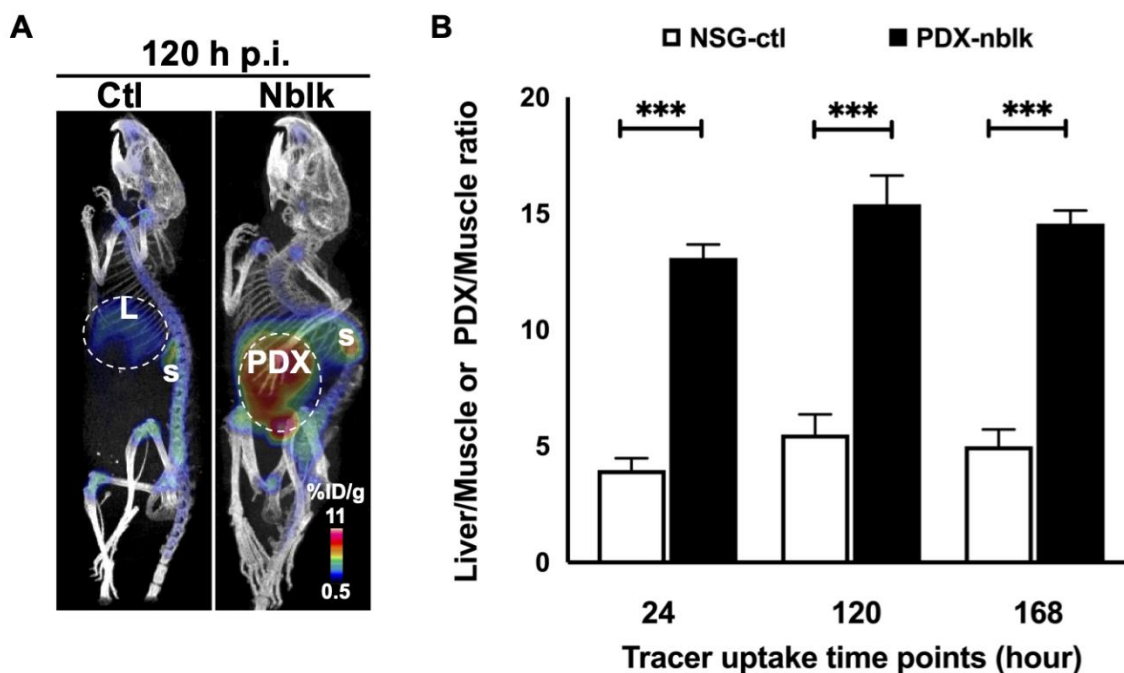 A
120 h p.i.
Ctl
Nblk
L
s
PDX
s
%ID/g
11
0.5
B
NSG-ctl
PDX-nblk
Liver/Muscle or PDX/Muscle ratio
20
15
10
5
0
***
***
***
24
120
168
Tracer uptake time points (hour)